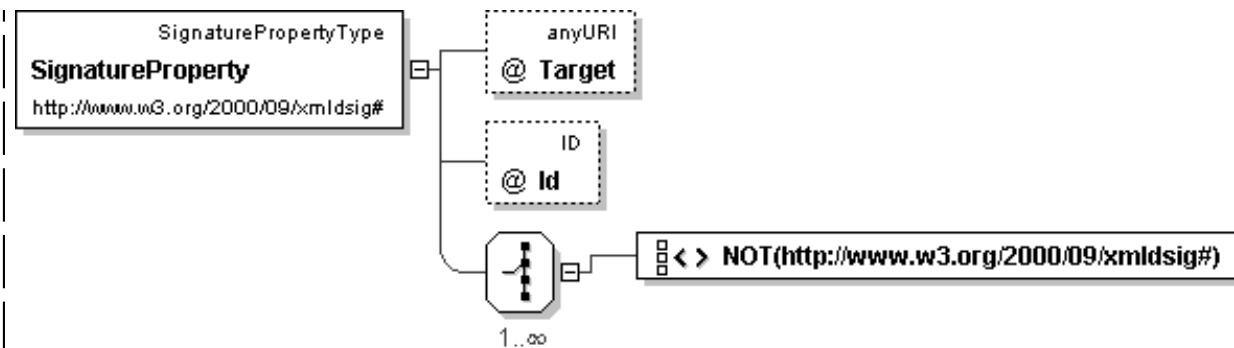 SignaturePropertyType
SignatureProperty
http://www.w3.org/2000/09/xmldsig#
anyURI
@ Target
ID
@ Id
NOT(http://www.w3.org/2000/09/xmldsig#)
1..∞